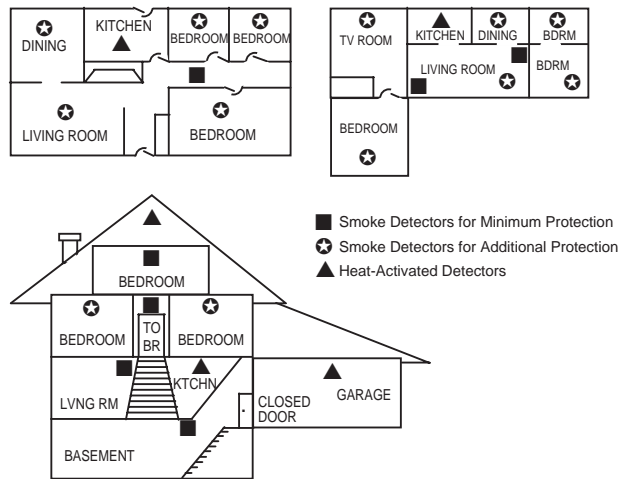 KITCHEN
DINING
BEDROOM
BEDROOM
LIVING ROOM
BEDROOM
TV ROOM
KITCHEN
DINING
BDRM
LIVING ROOM
BDRM
BEDROOM
Smoke Detectors for Minimum Protection
Smoke Detectors for Additional Protection
Heat-Activated Detectors
BEDROOM
BEDROOM
TO
BR
BEDROOM
LVNG RM
KTCHN
CLOSED
DOOR
GARAGE
BASEMENT